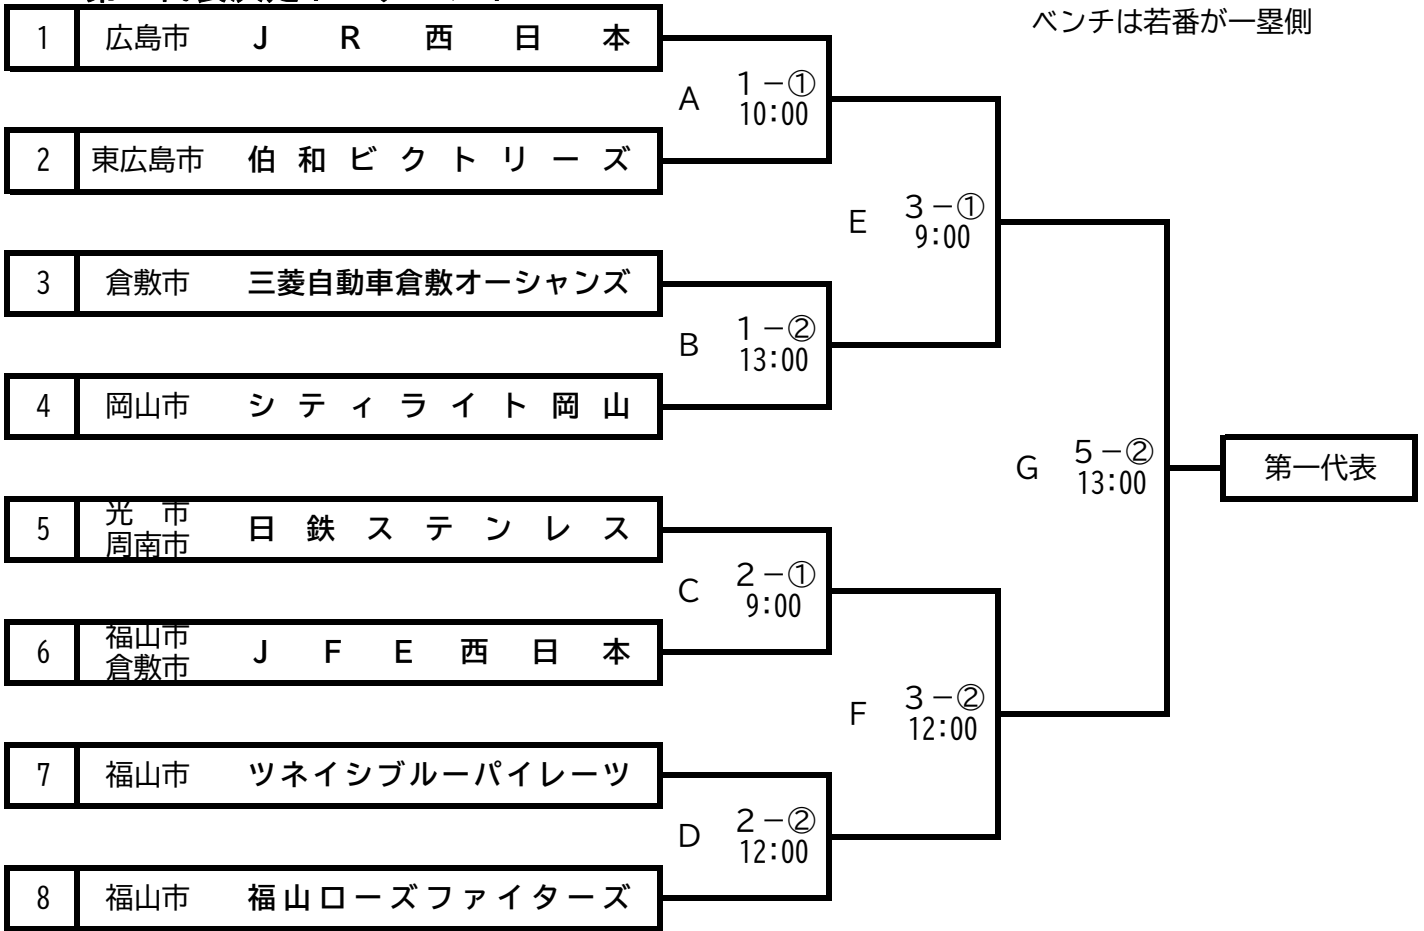 ベンチは若番が一塁側
1 広島市 JR西日本
A 1-①
10:00
2 東広島市 伯和ビクトリーズ
E 3-①
9:00
3 倉敷市 三菱自動車倉敷オーシャンズ
B 1-②
13:00
4 岡山市 シティライト岡山
G 5-②
13:00
第一代表
5 光市
周南市
日鉄ステンレス
C 2-①
9:00
6 福山市
倉敷市
JFE西日本
F 3-②
12:00
7 福山市 ツネイシブルーパイレーツ
D 2-②
12:00
8 福山市 福山ローズファイターズ